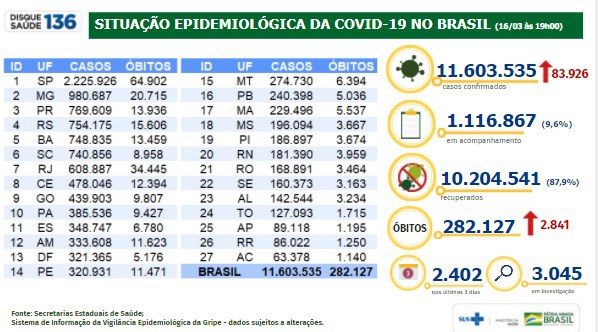 DISQUE SAÚDE 136
SITUAÇÃO EPIDEMIOLÓGICA DA COVID-19 NO BRASIL (16/03 às 19h00)
ID UF CASOS ÓBITOS
1 SP 2.225.926 64.902
2 MG 980.687 20.715
3 PR 769.609 13.936
4 RS 754.175 15.606
5 BA 748.835 13.459
6 SC 740.856 8.958
7 RJ 608.887 34.445
8 CE 478.046 12.394
9 GO 439.903 9.807
10 PA 385.536 9.427
11 ES 348.747 6.780
12 AM 333.608 11.623
13 DF 321.365 5.176
14 PE 320.931 11.471
ID UF CASOS ÓBITOS
15 MT 274.730 6.394
16 PB 240.398 5.036
17 MA 229.496 5.537
18 MS 196.094 3.667
19 PI 186.897 3.674
20 RN 181.390 3.959
21 RO 168.891 3.464
22 SE 160.373 3.163
23 AL 142.544 3.234
24 TO 127.093 1.715
25 AP 89.118 1.195
26 RR 86.022 1.250
27 AC 63.378 1.140
BRASIL 11.603.535 282.127
11.603.535 83.926
casos confirmados
1.116.867 (9,6%)
em acompanhamento
10.204.541 (87,9%)
recuperados
ÓBITOS 282.127 2.841
2.402
nos últimos 3 dias
3.045
em investigação
Fonte: Secretarias Estaduais de Saúde;
Sistema de Informação da Vigilância Epidemiológica da Gripe - dados sujeitos a alterações.
SUS
MINISTÉRIO DA SAÚDE
PÁTRIA AMADA BRASIL